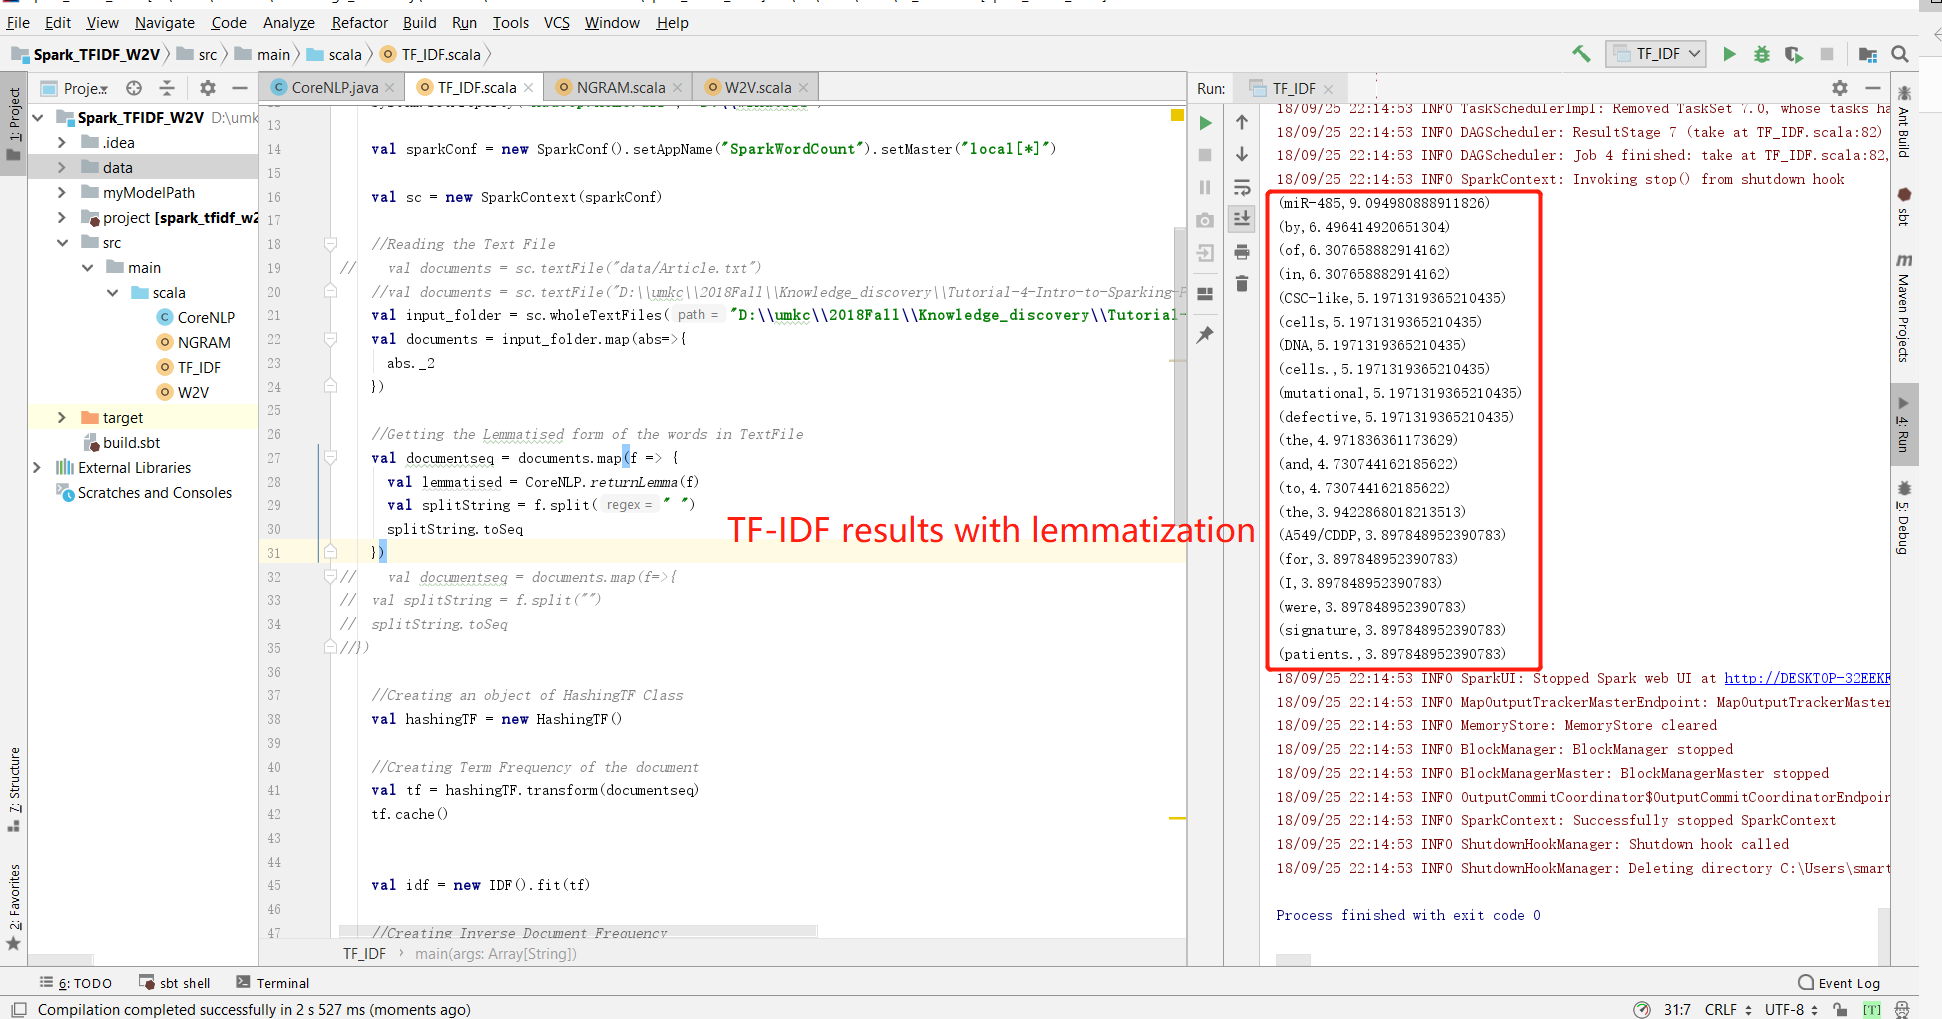 File Edit View Navigate Code Analyze Refactor Build Run Tools VCS Window Help
Spark_TFIDF_W2V src main scala TF_IDF.scala
TF_IDF
Proje..
CoreNLP.java TF_IDF.scala NGRAM.scala W2V.scala
Run: TF_IDF
1: Project
Spark_TFIDF_W2V D:\umk
.idea
data
myModelPath
project [spark_tfidf_w2
src
main
scala
CoreNLP
NGRAM
TF_IDF
W2V
target
build.sbt
External Libraries
Scratches and Consoles
7: Structure
2: Favorites
13
14 val sparkConf = new SparkConf().setAppName("SparkWordCount").setMaster("local[*]")
15
16 val sc = new SparkContext(sparkConf)
17
18 //Reading the Text File
19 // val documents = sc.textFile("data/Article.txt")
20 //val documents = sc.textFile("D:\\umkc\\2018Fall\\Knowledge_discovery\\Tutorial-4-Intro-to-Sparking-P
21 val input_folder = sc.wholeTextFiles( path = "D:\\umkc\\2018Fall\\Knowledge_discovery\\Tutorial-
22 val documents = input_folder.map(abs=>{
23 abs._2
24 })
25
26 //Getting the Lemmatised form of the words in TextFile
27 val documentseq = documents.map(f => {
28 val lemmatised = CoreNLP.returnLemma(f)
29 val splitString = f.split( regex = " ")
30 splitString.toSeq
31 })
32 // val documentseq = documents.map(f=>{
33 // val splitString = f.split("")
34 // splitString.toSeq
35 //})
36
37 //Creating an object of HashingTF Class
38 val hashingTF = new HashingTF()
39
40 //Creating Term Frequency of the document
41 val tf = hashingTF.transform(documentseq)
42 tf.cache()
43
44
45 val idf = new IDF().fit(tf)
46
47 //Creating Inverse Document Frequency
TF_IDF main(args: Array[String])
TF-IDF results with lemmatization
18/09/25 22:14:53 INFO TaskSchedulerImpl: Removed TaskSet 7.0, whose tasks ha
18/09/25 22:14:53 INFO DAGScheduler: ResultStage 7 (take at TF_IDF.scala:82)
18/09/25 22:14:53 INFO DAGScheduler: Job 4 finished: take at TF_IDF.scala:82,
18/09/25 22:14:53 INFO SparkContext: Invoking stop() from shutdown hook
(miR-485,9.094980888911826)
(by,6.496414920651304)
(of,6.307658882914162)
(in,6.307658882914162)
(CSC-like,5.1971319365210435)
(cells,5.1971319365210435)
(DNA,5.1971319365210435)
(cells.,5.1971319365210435)
(mutational,5.1971319365210435)
(defective,5.1971319365210435)
(the,4.971836361173629)
(and,4.730744162185622)
(to,4.730744162185622)
(the,3.9422868018213513)
(A549/CDDP,3.897848952390783)
(for,3.897848952390783)
(I,3.897848952390783)
(were,3.897848952390783)
(signature,3.897848952390783)
(patients.,3.897848952390783)
18/09/25 22:14:53 INFO SparkUI: Stopped Spark web UI at http://DESKTOP-32EEKF
18/09/25 22:14:53 INFO MapOutputTrackerMasterEndpoint: MapOutputTrackerMaster
18/09/25 22:14:53 INFO MemoryStore: MemoryStore cleared
18/09/25 22:14:53 INFO BlockManager: BlockManager stopped
18/09/25 22:14:53 INFO BlockManagerMaster: BlockManagerMaster stopped
18/09/25 22:14:53 INFO OutputCommitCoordinator$OutputCommitCoordinatorEndpoin
18/09/25 22:14:53 INFO SparkContext: Successfully stopped SparkContext
18/09/25 22:14:53 INFO ShutdownHookManager: Shutdown hook called
18/09/25 22:14:53 INFO ShutdownHookManager: Deleting directory C:\Users\smart
Process finished with exit code 0
Ant Build
sbt
Maven Projects
4: Run
5: Debug
6: TODO sbt shell Terminal Event Log
Compilation completed successfully in 2 s 527 ms (moments ago) 31:7 CRLF UTF-8 [T]